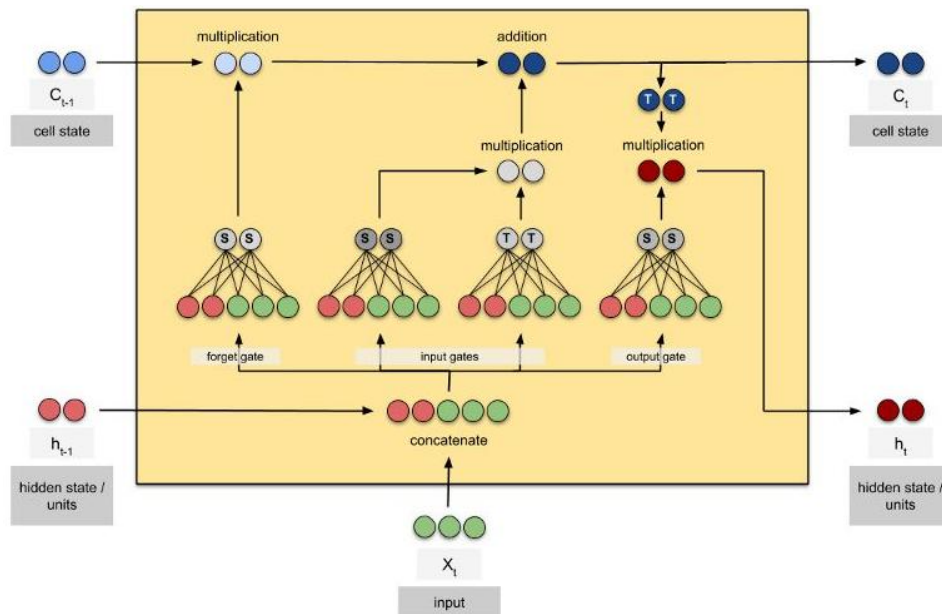 multiplication
addition
C t-1
cell state
C t
cell state
T T
multiplication
multiplication
S S
S S
T T
S S
forget gate
input gates
output gate
h t-1
hidden state /
units
concatenate
h t
hidden state /
units
X t
input